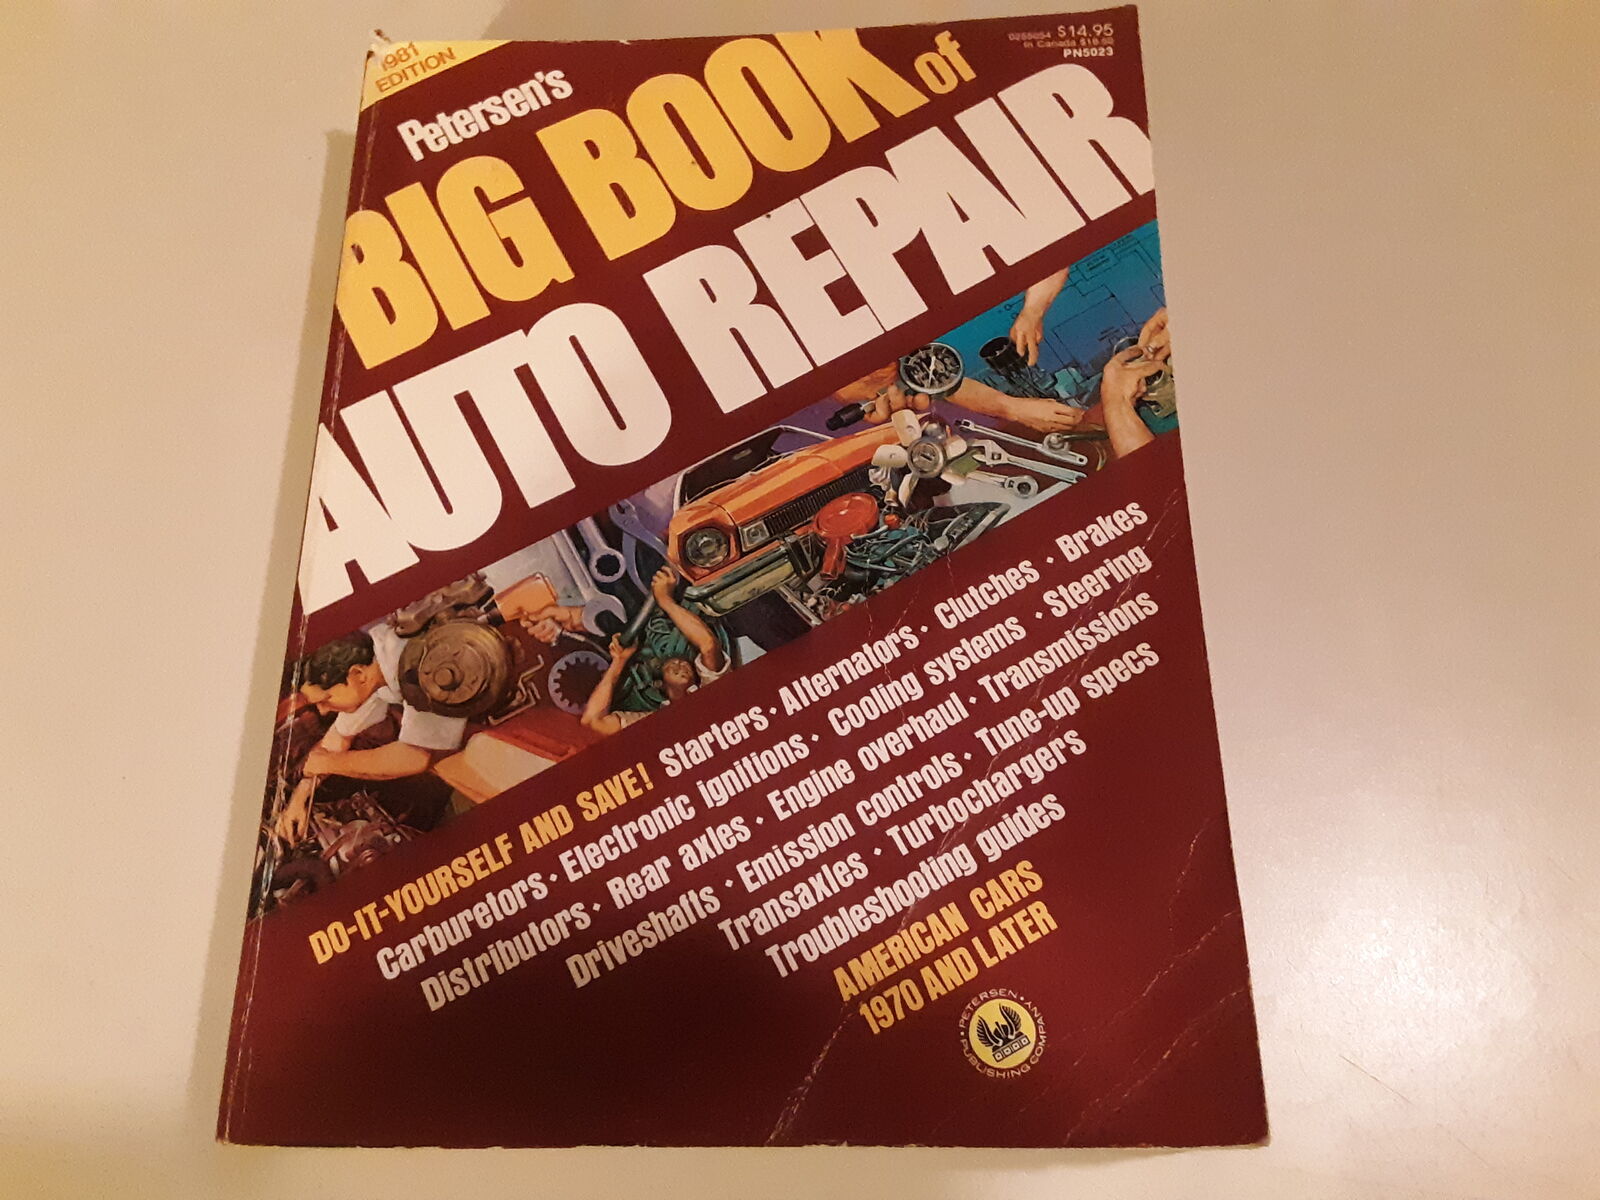 1981
EDITION
$14.95
in Canada
PN5023
Petersen's
BIG BOOK of
AUTO REPAIR
DO-IT-YOURSELF AND SAVE! Starters · Alternators · Clutches · Brakes
Carburetors · Electronic ignitions · Cooling systems · Steering
Distributors · Rear axles · Engine overhaul · Transmissions
Driveshafts · Emission controls · Tune-up specs
Transaxles · Turbochargers
Troubleshooting guides
AMERICAN CARS
1970 AND LATER
PETERSEN · PUBLISHING COMPANY ·